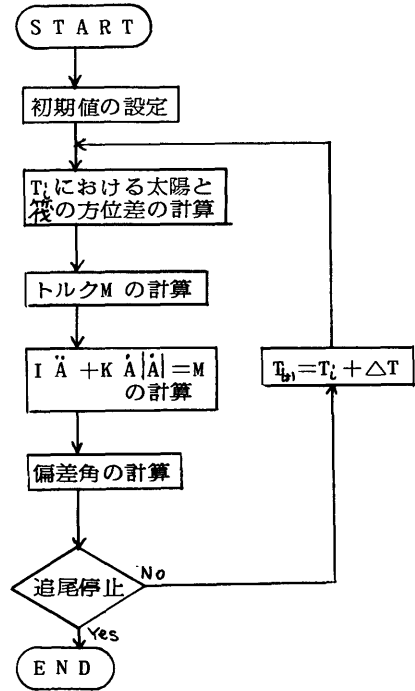 START
初期値の設定
Tiにおける太陽と
筏の方位差の計算
トルクM の計算
I Ä +K Ȧ|Ȧ|=M
の計算
Ti+1=Ti+△T
偏差角の計算
追尾停止
No
Yes
END